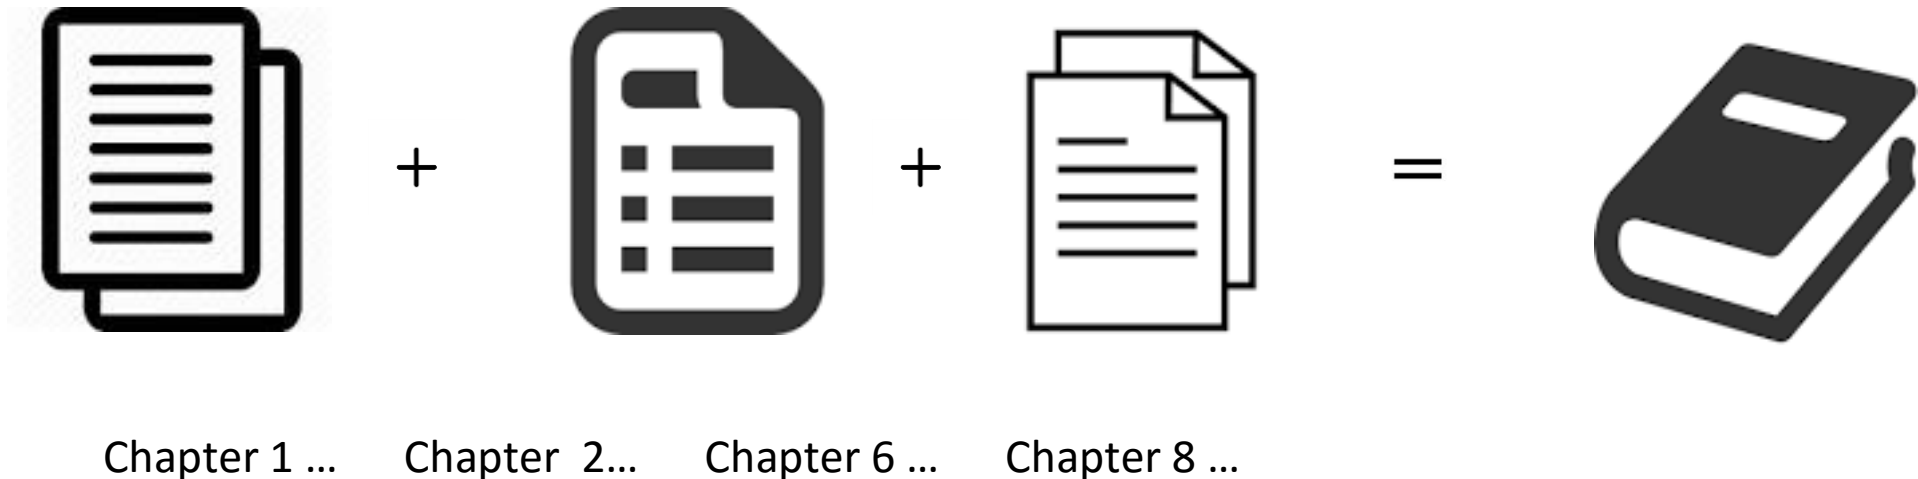 + + =
Chapter 1 … Chapter  2… Chapter 6 … Chapter 8 …